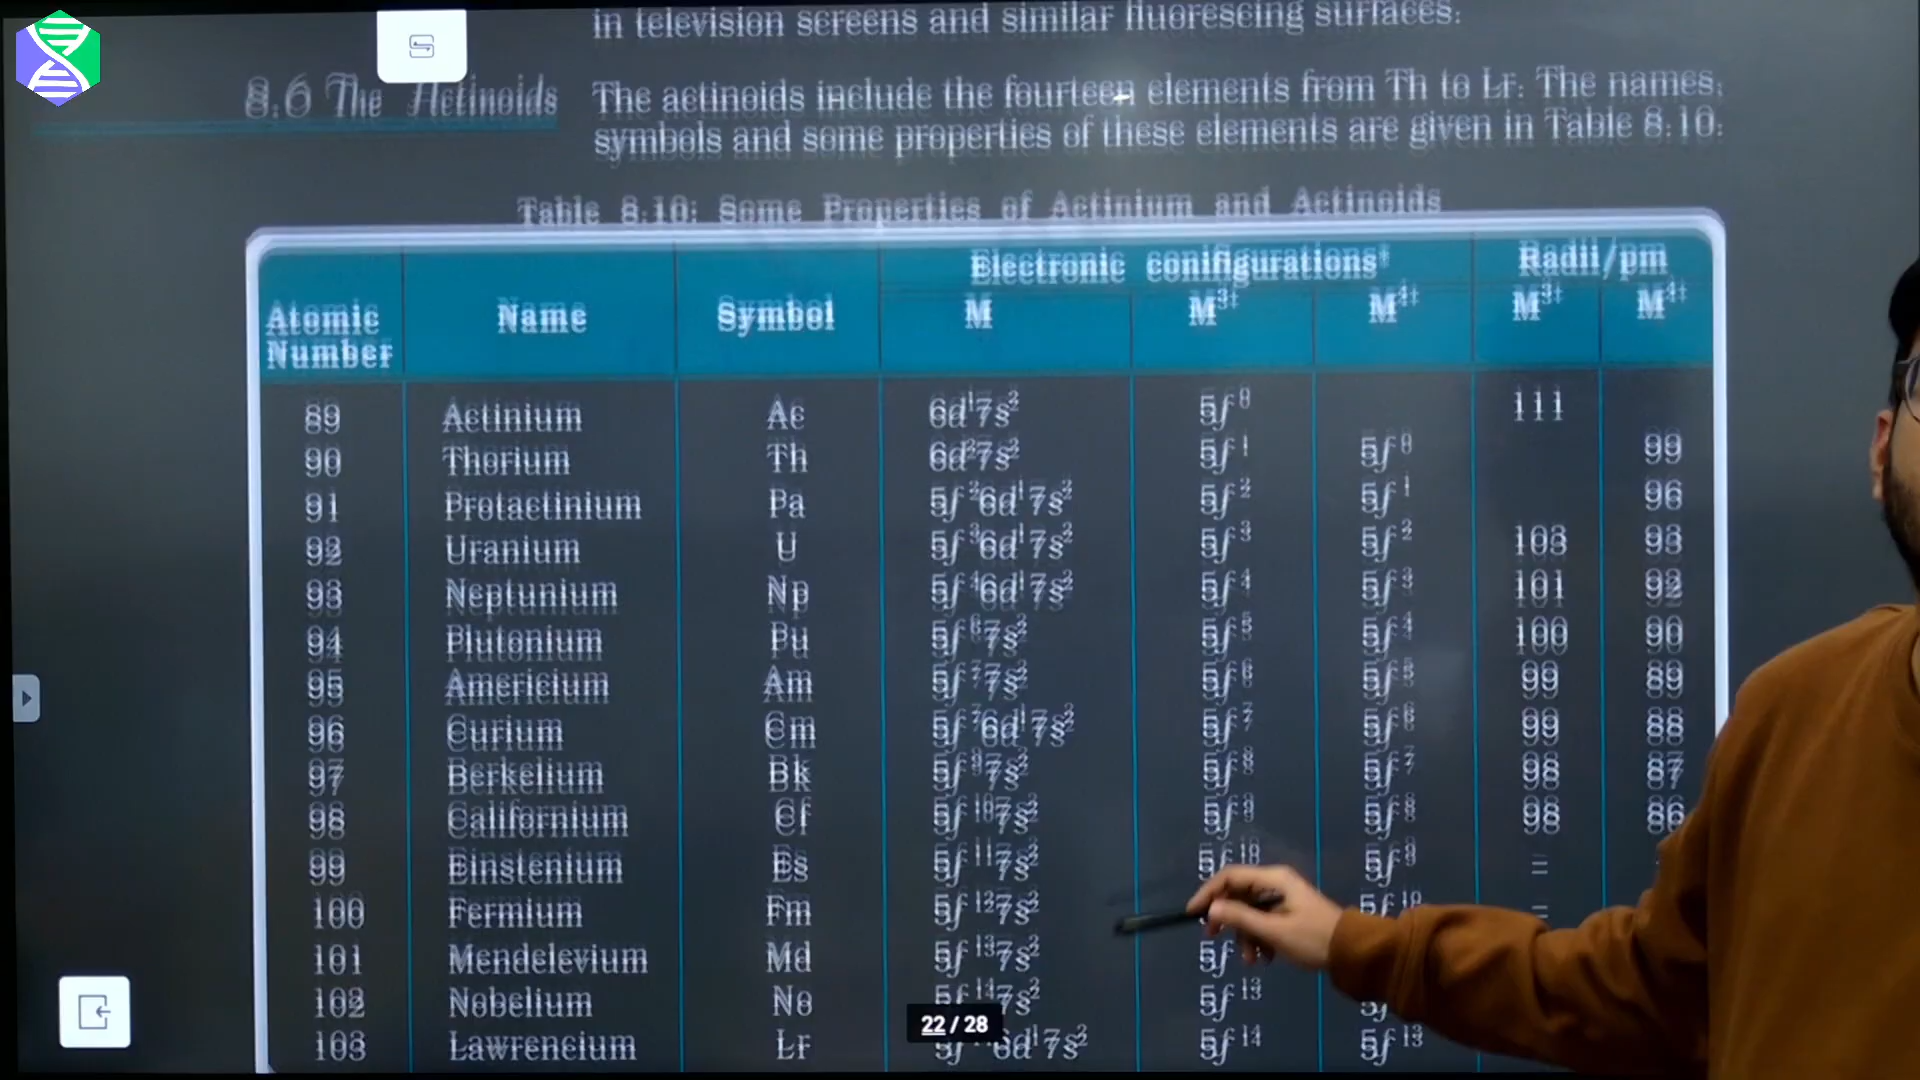 in television screens and similar fluorescing surfaces.
8.6 The Actinoids
The actinoids include the fourteen elements from Th to Lr. The names,
symbols and some properties of these elements are given in Table 8.10.
Table 8.10: Some Properties of Actinium and Actinoids
Electronic conifigurations* Radii/pm
Atomic Number Name Symbol M M³⁺ M⁴⁺ M³⁺ M⁴⁺
89 Actinium Ac 6d¹7s² 5f⁰ 111
90 Thorium Th 6d²7s² 5f¹ 5f⁰ 99
91 Protactinium Pa 5f²6d¹7s² 5f² 5f¹ 96
92 Uranium U 5f³6d¹7s² 5f³ 5f² 103 93
93 Neptunium Np 5f⁴6d¹7s² 5f⁴ 5f³ 101 92
94 Plutonium Pu 5f⁶7s² 5f⁵ 5f⁴ 100 90
95 Americium Am 5f⁷7s² 5f⁶ 5f⁵ 99 89
96 Curium Cm 5f⁷6d¹7s² 5f⁷ 5f⁶ 99 88
97 Berkelium Bk 5f⁹7s² 5f⁸ 5f⁷ 98 87
98 Californium Cf 5f¹⁰7s² 5f⁹ 5f⁸ 98 86
99 Einstenium Es 5f¹¹7s² 5f¹⁰ 5f⁹ –
100 Fermium Fm 5f¹²7s² 5f¹⁰ –
101 Mendelevium Md 5f¹³7s² 5f
102 Nobelium No 5f¹⁴7s² 5f¹³
103 Lawrencium Lr 6d¹7s² 5f¹⁴ 5f¹³
22 / 28